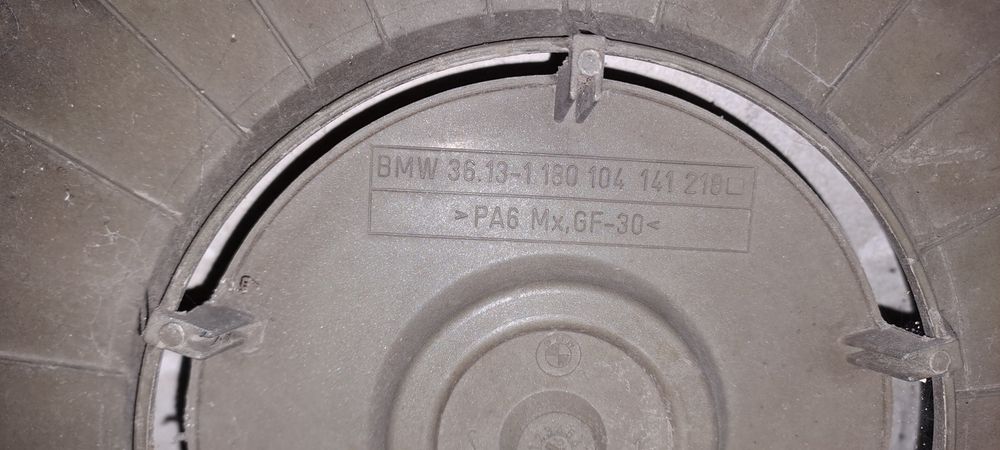 BMW 36.13-1 180 104 141 218
>PA6 Mx,GF-30<